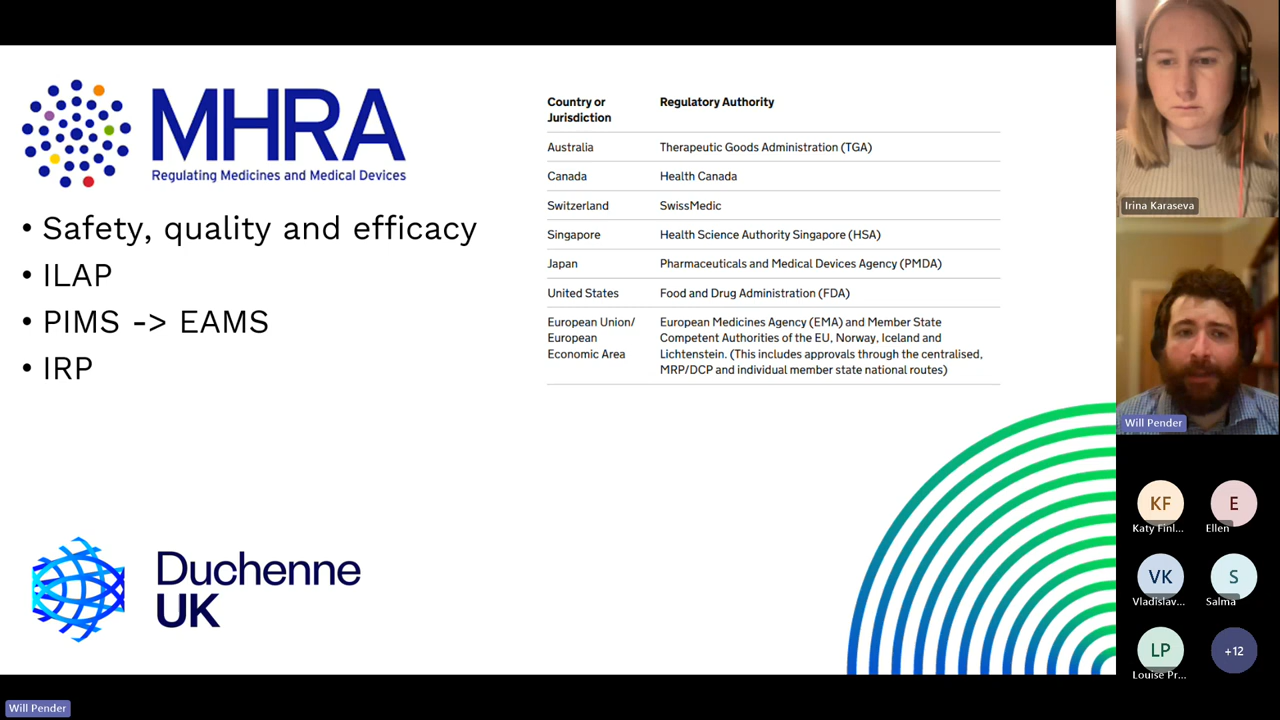 MHRA
Regulating Medicines and Medical Devices
• Safety, quality and efficacy
• ILAP
• PIMS -> EAMS
• IRP
Country or
Jurisdiction
Regulatory Authority
Australia
Therapeutic Goods Administration (TGA)
Canada
Health Canada
Switzerland
SwissMedic
Singapore
Health Science Authority Singapore (HSA)
Japan
Pharmaceuticals and Medical Devices Agency (PMDA)
United States
Food and Drug Administration (FDA)
European Union/
European
Economic Area
European Medicines Agency (EMA) and Member State
Competent Authorities of the EU, Norway, Iceland and
Lichtenstein. (This includes approvals through the centralised,
MRP/DCP and individual member state national routes)
Duchenne
UK
Irina Karaseva
Will Pender
KF
Katy Finl...
E
Ellen
VK
Vladislav...
S
Salma
LP
Louise Pr...
+12
Will Pender